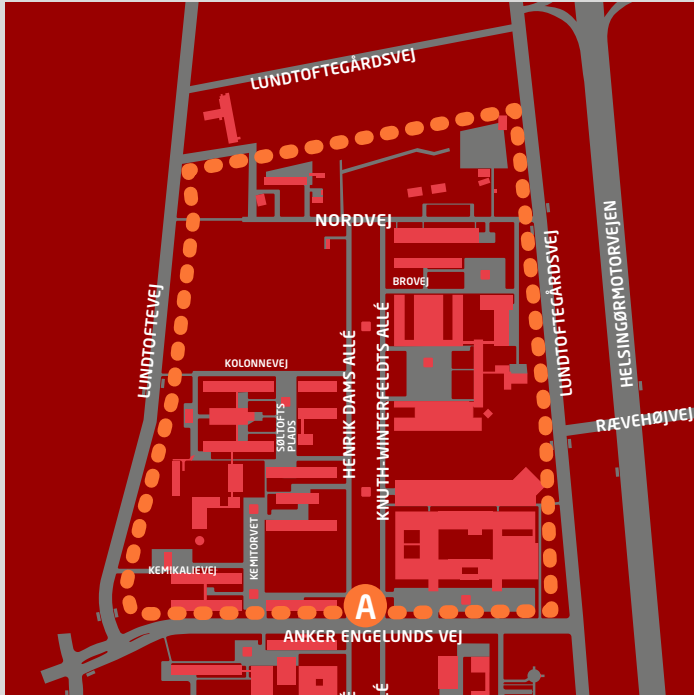 LUNDTOFTEGÅRDSVEJ
NORDVEJ
BROVEJ
LUNDTOFTEVEJ
LUNDTOFTEGÅRDSVEJ
HELSINGØRMOTORVEJEN
KOLONNEVEJ
HENRIK DAMS ALLÉ
KNUTH-WINTERFELDTS ALLÉ
SØLTOFTS
PLADS
RÆVEHØJVEJ
KEMITORVET
KEMIKALIEVEJ
A
ANKER ENGELUNDS VEJ